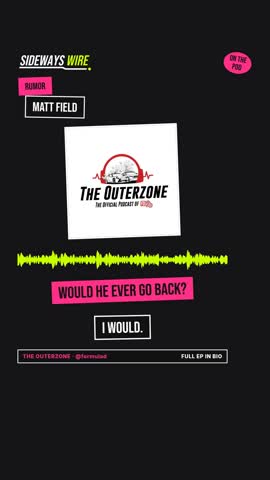 SIDEWAYS WIRE.
ON THE
POD
RUMOR
MATT FIELD
THE OUTERZONE
THE OFFICIAL PODCAST OF
WOULD HE EVER GO BACK?
I WOULD.
THE OUTERZONE · @formulad
FULL EP IN BIO